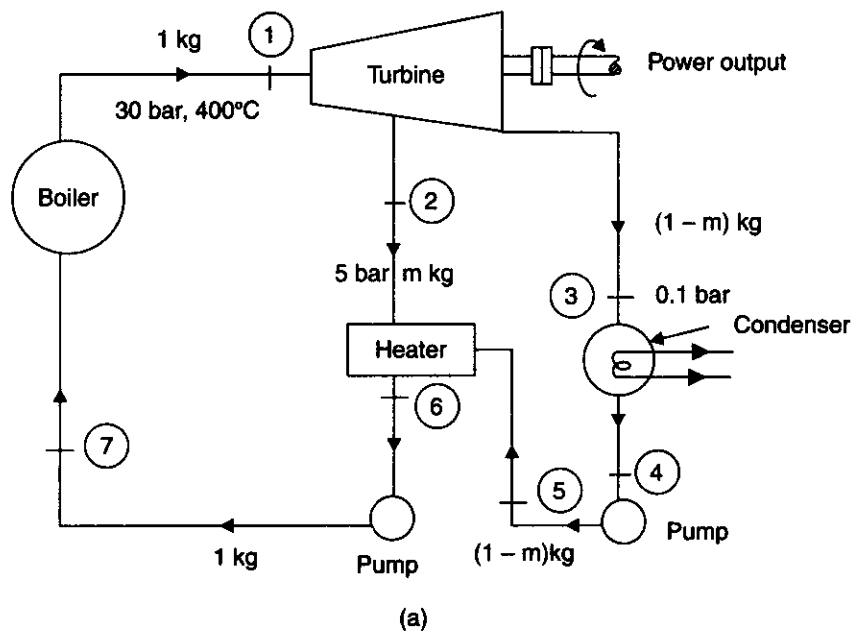 1 kg
1
Turbine
Power output
30 bar, 400°C
Boiler
2
(1 – m) kg
5 bar m kg
3
0.1 bar
Condenser
Heater
6
7
4
5
Pump
1 kg
Pump
(1 – m)kg
(a)